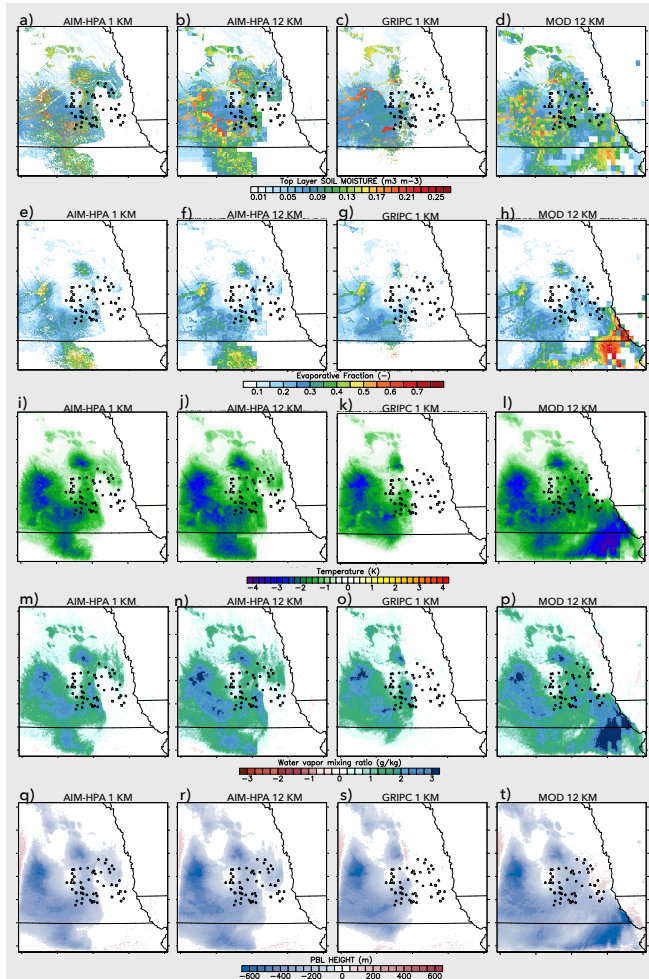 a) AIM-HPA 1 KM b) AIM-HPA 12 KM c) GRIPC 1 KM MOD 12 KM d)
Top Layer SOIL MOISTURE (m3 m-3)
0.01 0.05 0.09 0.13 0.17 0.21 0.25
e) AIM-HPA 1 KM f) AIM-HPA 12 KM g) GRIPC 1 KM h) MOD 12 KM
Evaporative Fraction (-)
0.1 0.2 0.3 0.4 0.5 0.6 0.7
i) AIM-HPA 1 KM j) AIM-HPA 12 KM k) GRIPC 1 KM l) MOD 12 KM
Temperature (K)
-4 -3 -2 -1 0 1 2 3 4
m) AIM-HPA 1 KM n) AIM-HPA 12 KM o) GRIPC 1 KM p) MOD 12 KM
Water vapor mixing ratio (g/kg)
-3 -2 -1 0 1 2 3
q) AIM-HPA 1 KM r) AIM-HPA 12 KM s) GRIPC 1 KM t) MOD 12 KM
PBL HEIGHT (m)
-600 -400 -200 0 200 400 600